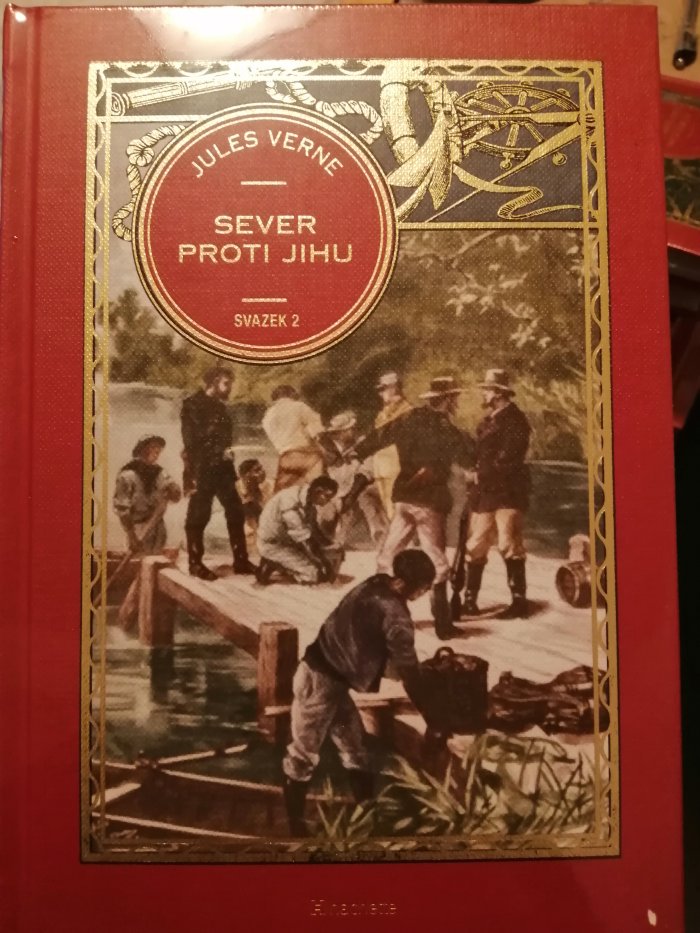 JULES VERNE
SEVER
PROTI JIHU
SVAZEK 2
H hachette